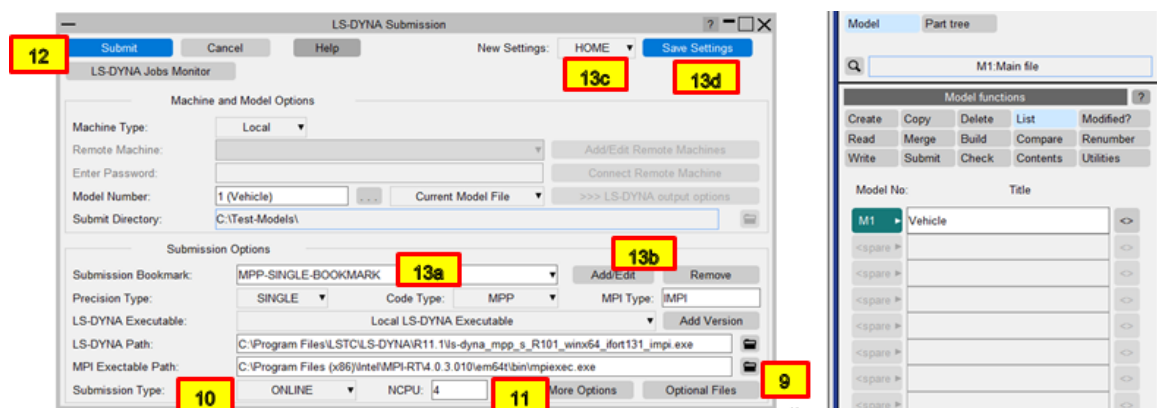 LS-DYNA Submission ?
12 Submit Cancel Help New Settings: HOME Save Settings
LS-DYNA Jobs Monitor 13c 13d
Machine and Model Options
Machine Type: Local
Remote Machine: Add/Edit Remote Machines
Enter Password: Connect Remote Machine
Model Number: 1 (Vehicle) ... Current Model File >>> LS-DYNA output options
Submit Directory: C:\Test-Models\
Submission Options 13b
Submission Bookmark: MPP-SINGLE-BOOKMARK 13a Add/Edit Remove
Precision Type: SINGLE Code Type: MPP MPI Type: IMPI
LS-DYNA Executable: Local LS-DYNA Executable Add Version
LS-DYNA Path: C:\Program Files\LSTC\LS-DYNA\R11.1\ls-dyna_mpp_s_R101_winx64_ifort131_impi.exe
MPI Exectable Path: C:\Program Files (x86)\Intel\MPI-RT\4.0.3.010\em64t\bin\mpiexec.exe
Submission Type: 10 ONLINE NCPU: 4 11 More Options Optional Files 9
Model Part tree
M1:Main file
Model functions ?
Create Copy Delete List Modified?
Read Merge Build Compare Renumber
Write Submit Check Contents Utilities
Model No: Title
M1 Vehicle <>
<spare <>
<spare <>
<spare <>
<spare <>
<spare <>
<spare <>
<spare <>